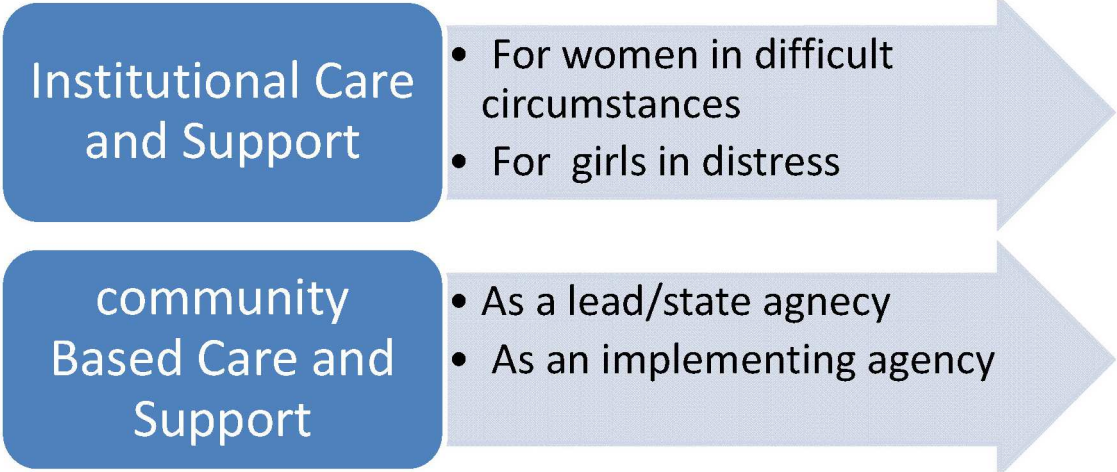 Institutional Care
and Support
• For women in difficult
circumstances
• For girls in distress
community
Based Care and
Support
• As a lead/state agnecy
• As an implementing agency